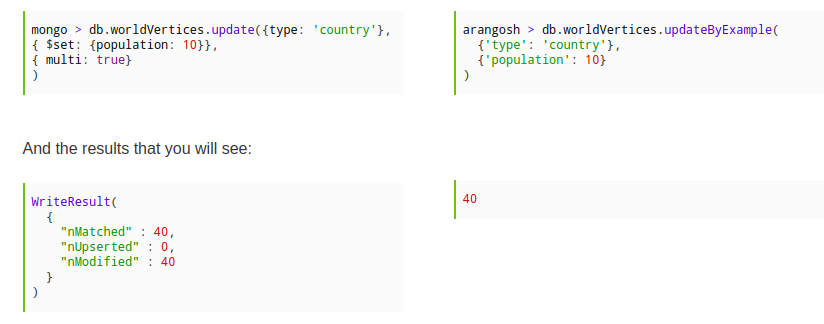 mongo > db.worldVertices.update({type: 'country'},
{ $set: {population: 10}},
{ multi: true}
)
arangosh > db.worldVertices.updateByExample(
{'type': 'country'},
{'population': 10}
)
And the results that you will see:
WriteResult(
{
"nMatched" : 40,
"nUpserted" : 0,
"nModified" : 40
}
)
40